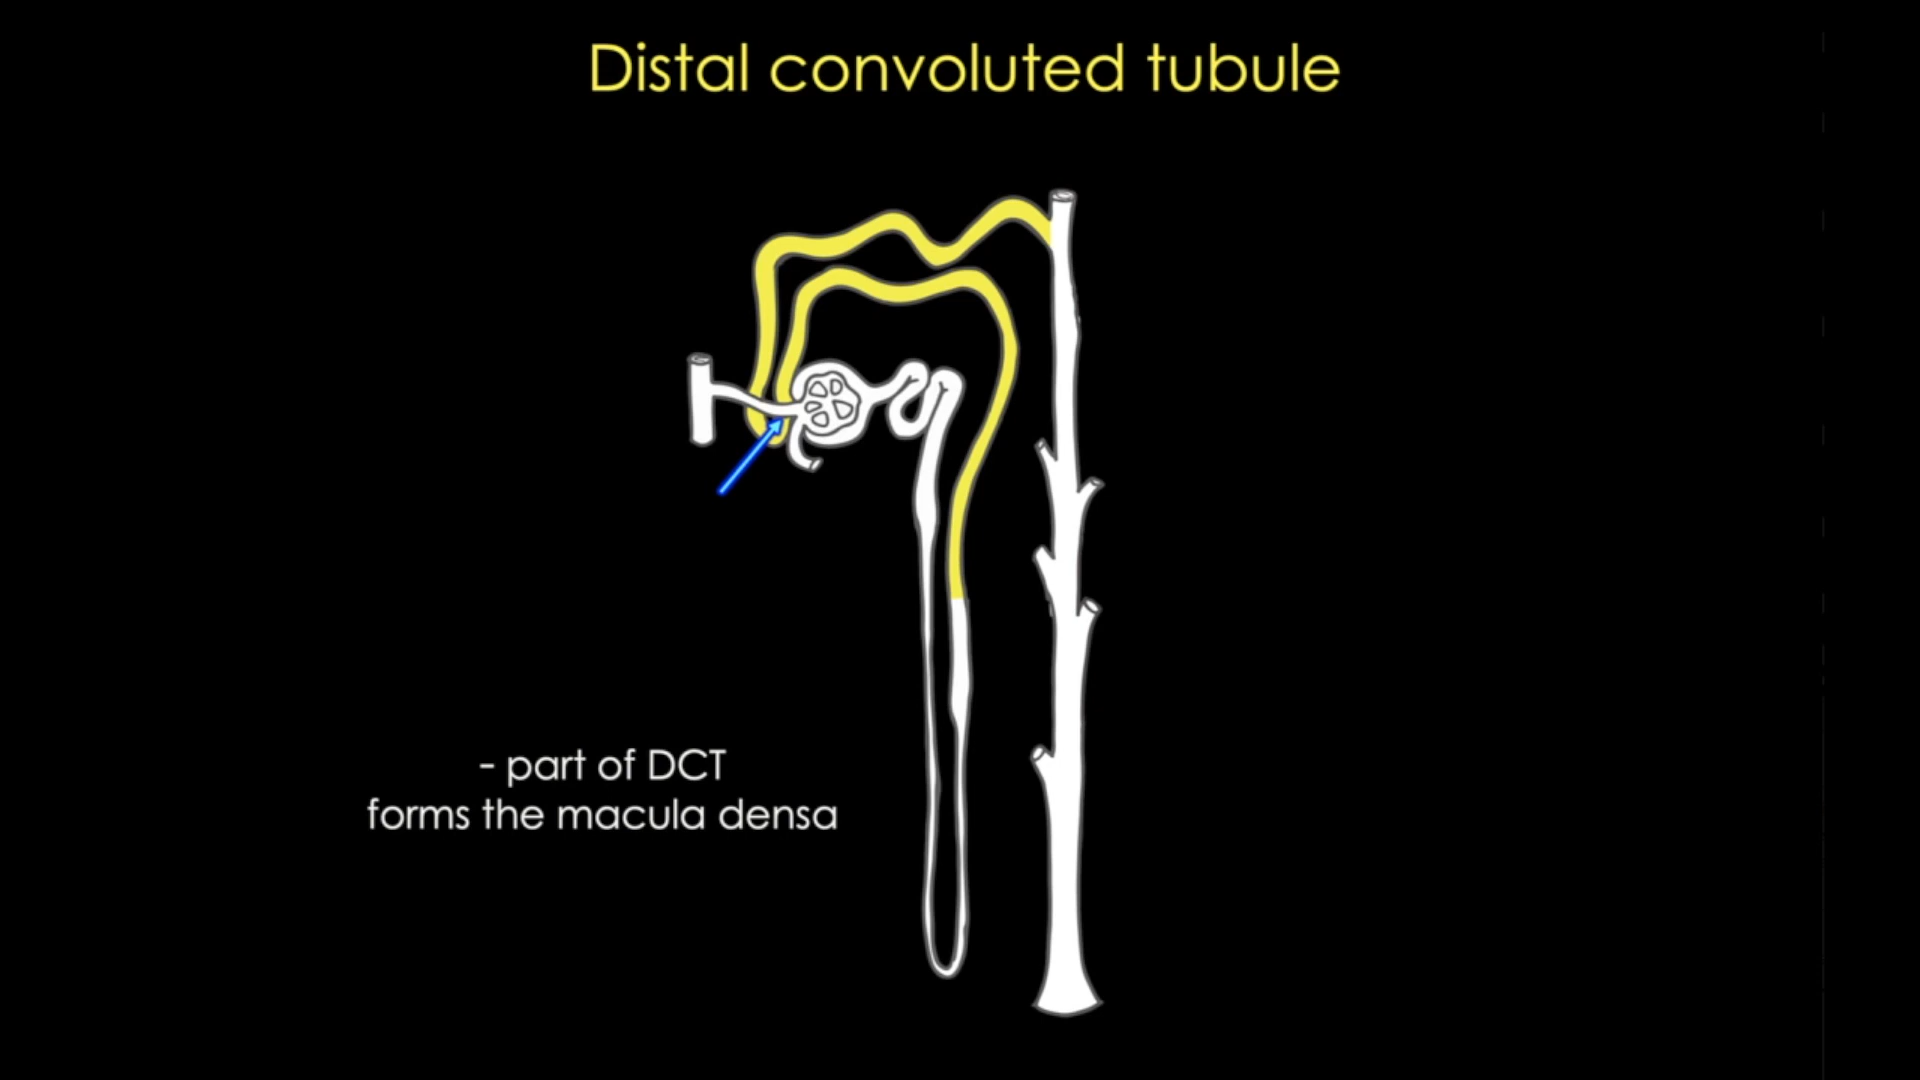 Distal convoluted tubule
- part of DCT
forms the macula densa